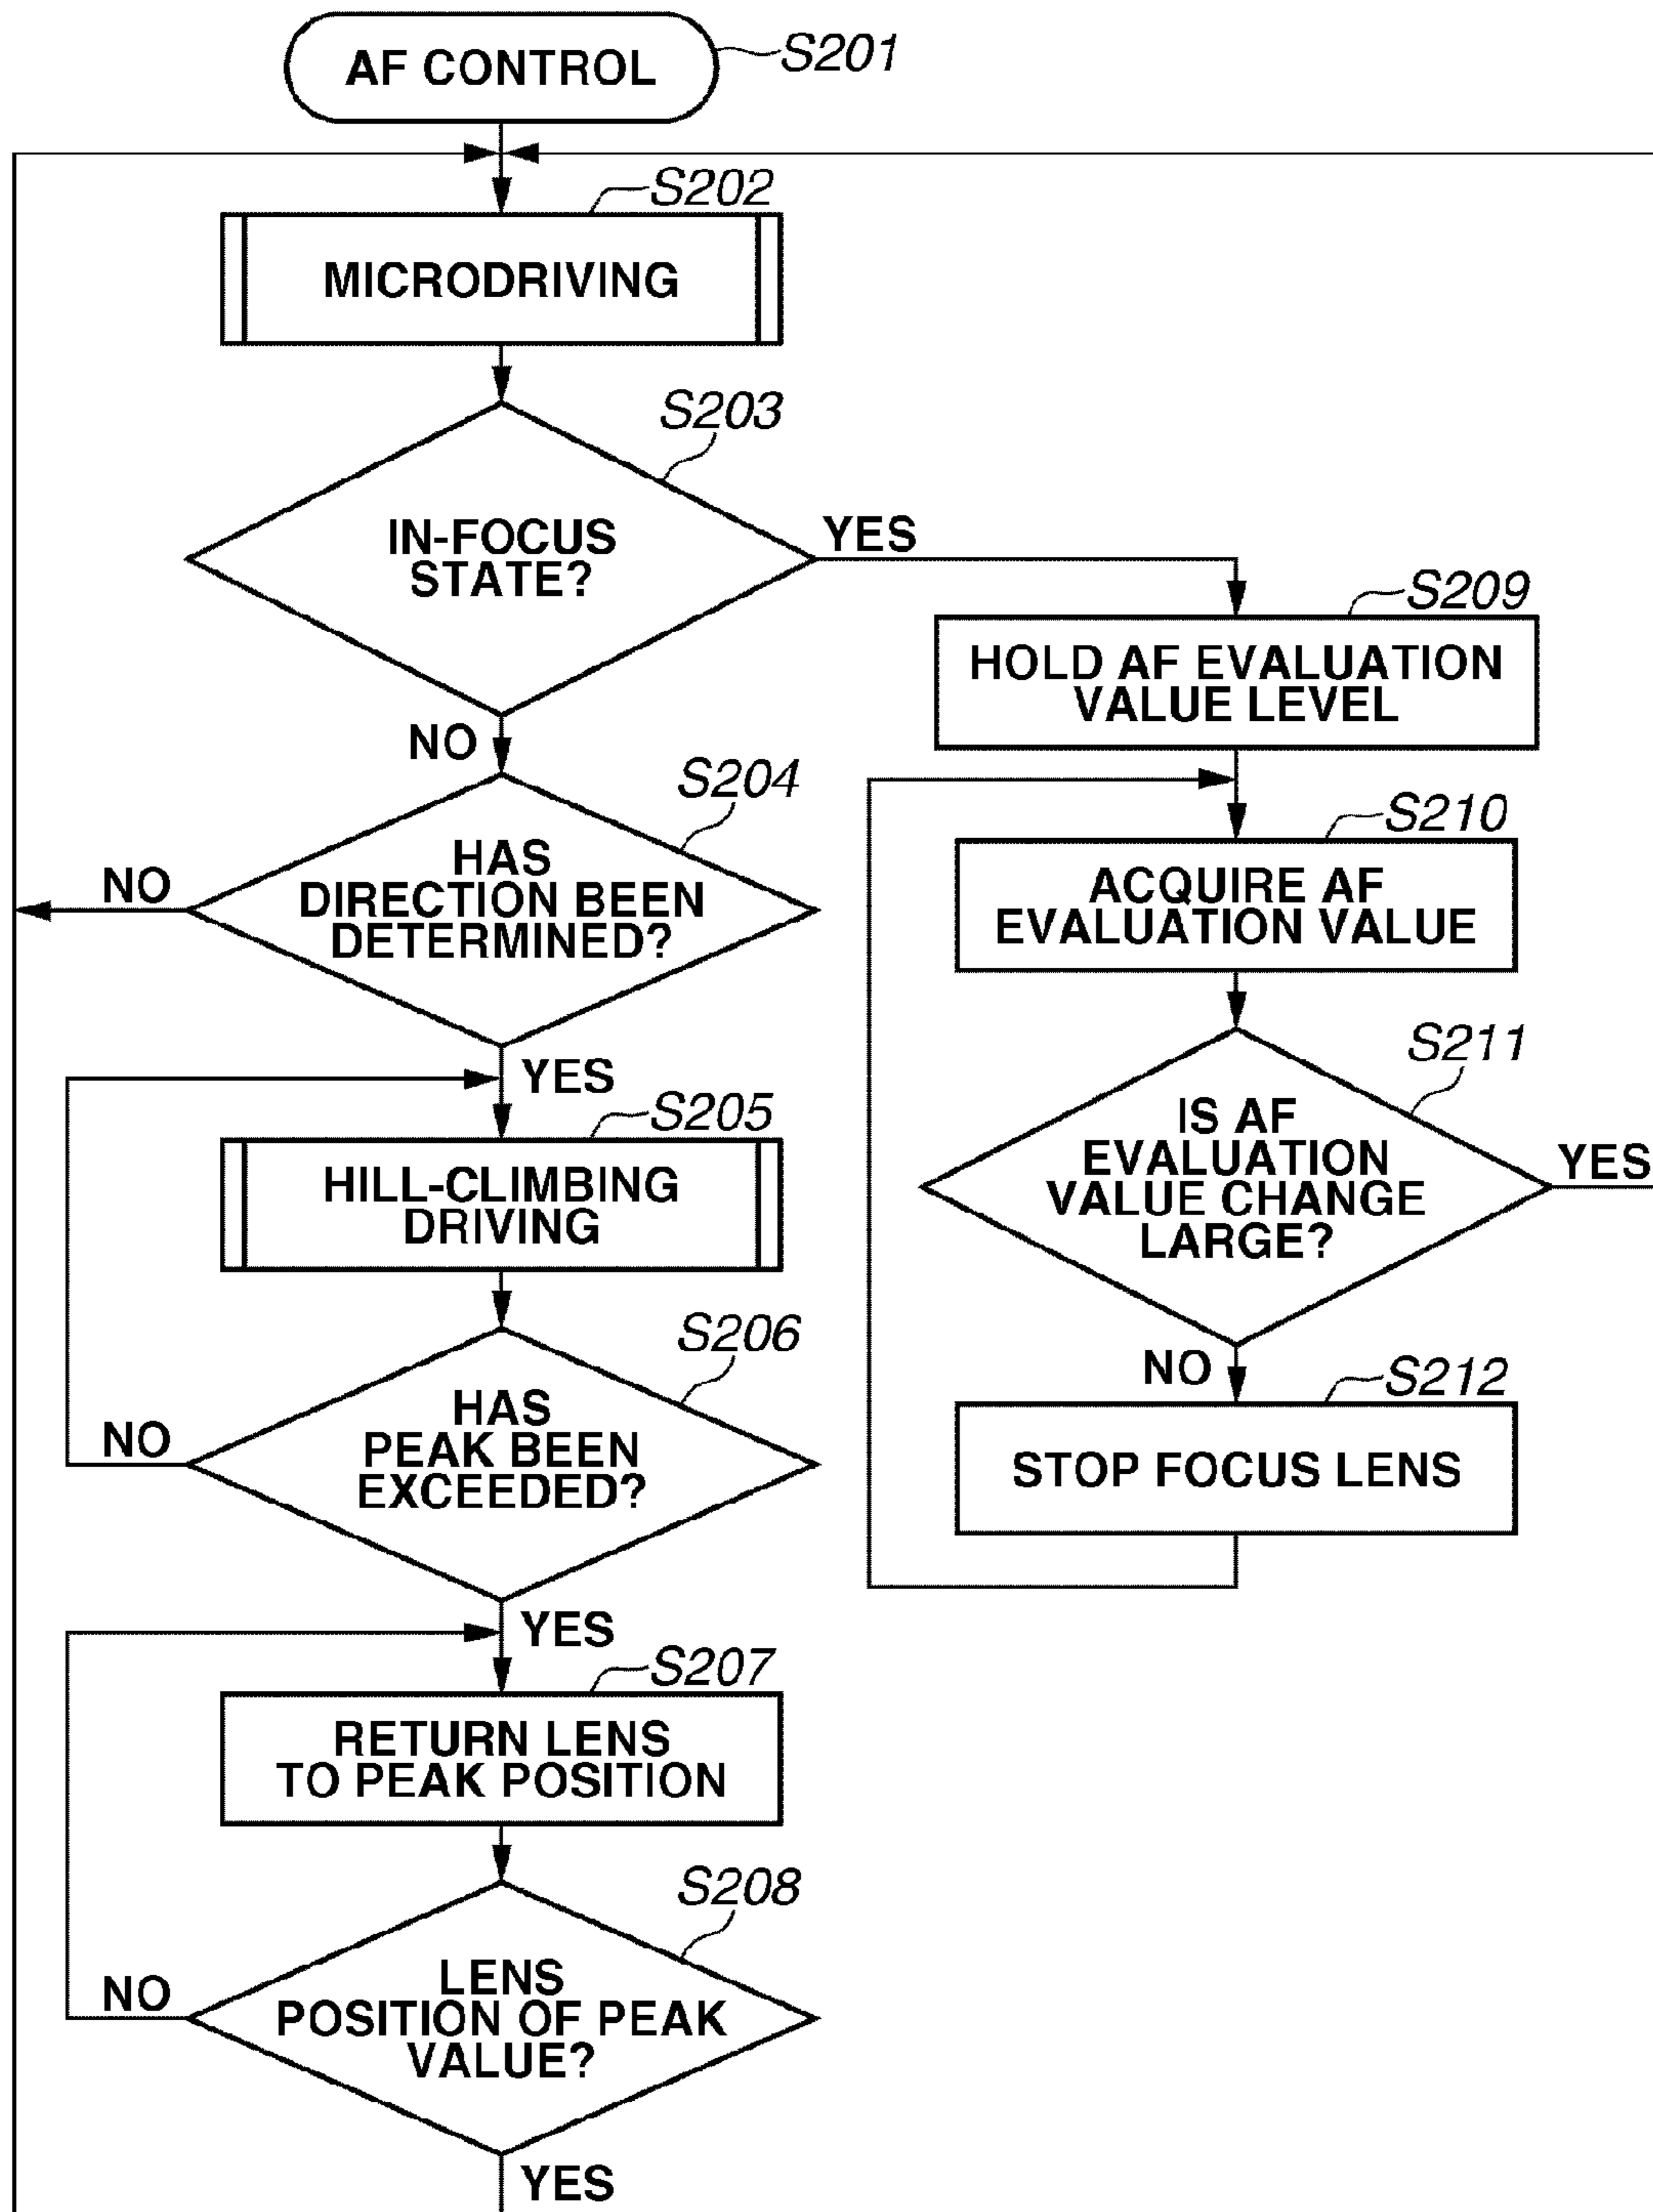 AF CONTROL
S201
S202
MICRODRIVING
S203
IN-FOCUS
STATE?
YES
NO
S204
HAS
DIRECTION BEEN
DETERMINED?
NO
YES
S205
HILL-CLIMBING
DRIVING
S206
HAS
PEAK BEEN
EXCEEDED?
NO
YES
S207
RETURN LENS
TO PEAK POSITION
S208
LENS
POSITION OF PEAK
VALUE?
NO
YES
S209
HOLD AF EVALUATION
VALUE LEVEL
S210
ACQUIRE AF
EVALUATION VALUE
S211
IS AF
EVALUATION
VALUE CHANGE
LARGE?
YES
NO
S212
STOP FOCUS LENS